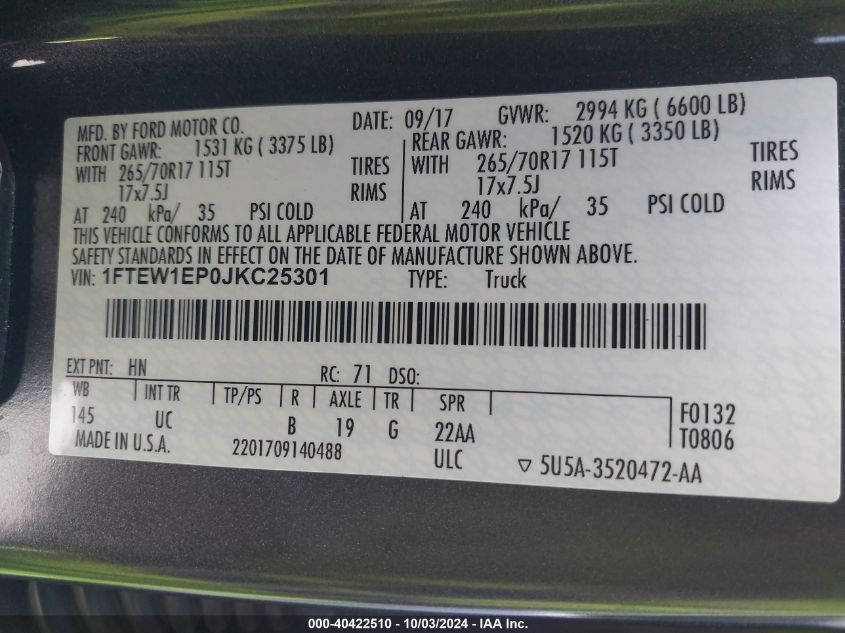 MFD. BY FORD MOTOR CO. DATE: 09/17 GVWR: 2994 KG ( 6600 LB)
FRONT GAWR: 1531 KG ( 3375 LB) REAR GAWR: 1520 KG ( 3350 LB)
WITH 265/70R17 115T TIRES WITH 265/70R17 115T TIRES
17x7.5J RIMS 17x7.5J RIMS
AT 240 kPa/ 35 PSI COLD AT 240 kPa/ 35 PSI COLD
THIS VEHICLE CONFORMS TO ALL APPLICABLE FEDERAL MOTOR VEHICLE
SAFETY STANDARDS IN EFFECT ON THE DATE OF MANUFACTURE SHOWN ABOVE.
VIN: 1FTEW1EP0JKC25301 TYPE: Truck
EXT PNT: HN RC: 71 DSO:
WB INT TR TP/PS R AXLE TR SPR
145 UC B 19 G 22AA
F0132
T0806
MADE IN U.S.A. 2201709140488 ULC ▽ 5U5A-3520472-AA
000-40422510 - 10/03/2024 - IAA Inc.